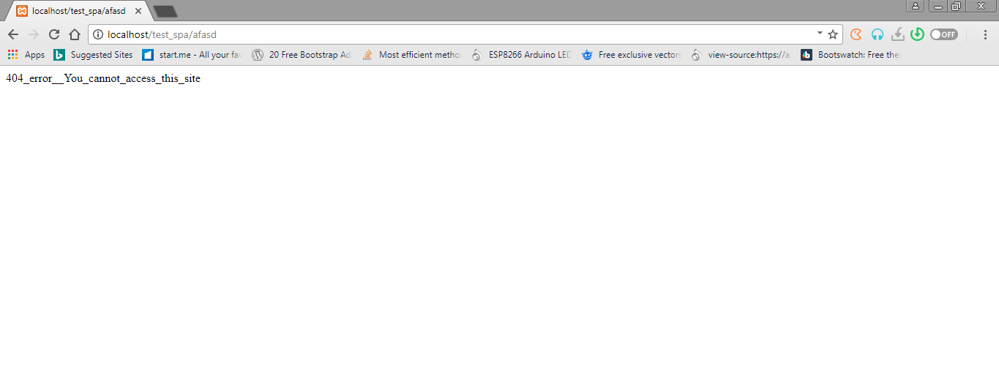 localhost/test_spa/afasd
localhost/test_spa/afasd
OFF
Apps Suggested Sites start.me - All your fav 20 Free Bootstrap Ad Most efficient metho ESP8266 Arduino LED Free exclusive vectors view-source:https://a Bootswatch: Free the
404_error__You_cannot_access_this_site